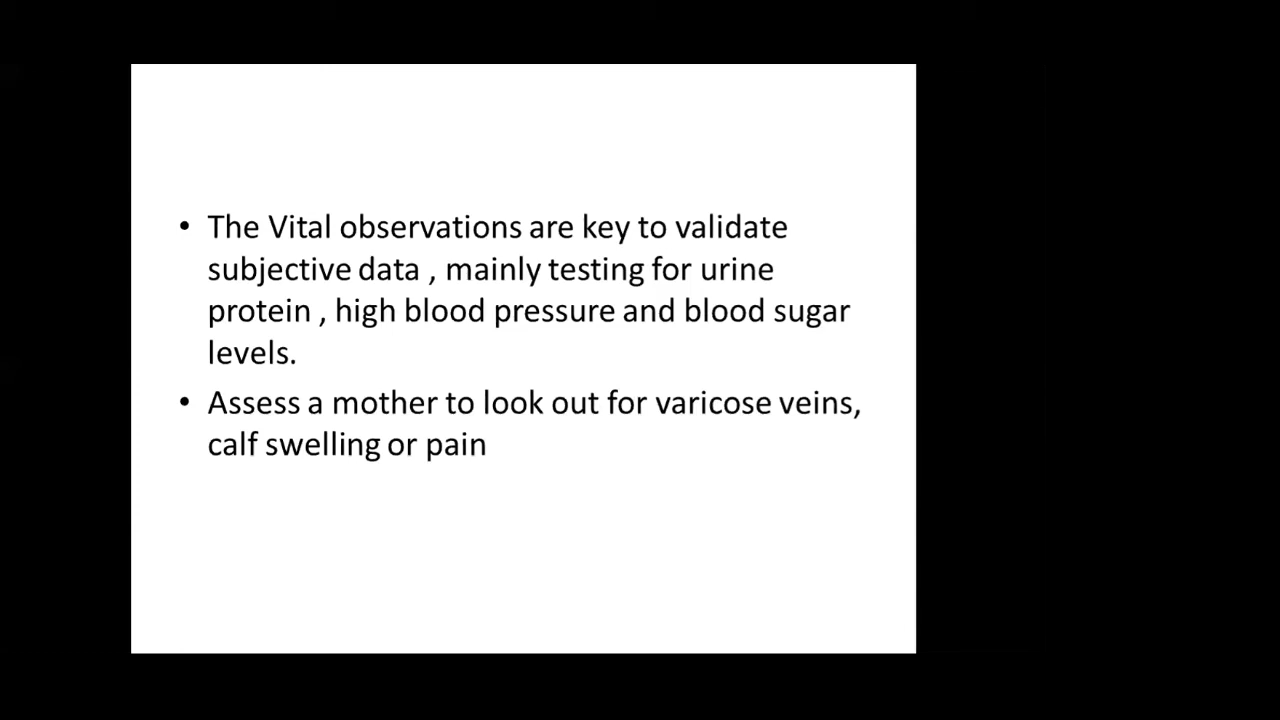 • The Vital observations are key to validate
subjective data , mainly testing for urine
protein , high blood pressure and blood sugar
levels.
• Assess a mother to look out for varicose veins,
calf swelling or pain